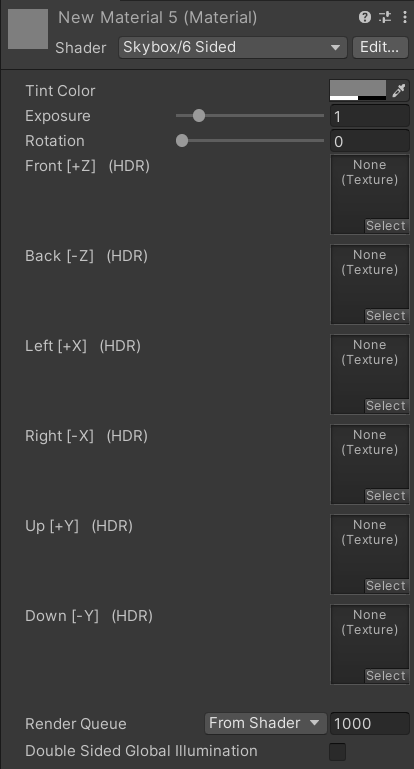 New Material 5 (Material)
Shader Skybox/6 Sided Edit...
Tint Color
Exposure 1
Rotation 0
Front [+Z] (HDR) None
(Texture)
Select
Back [-Z] (HDR) None
(Texture)
Select
Left [+X] (HDR) None
(Texture)
Select
Right [-X] (HDR) None
(Texture)
Select
Up [+Y] (HDR) None
(Texture)
Select
Down [-Y] (HDR) None
(Texture)
Select
Render Queue From Shader 1000
Double Sided Global Illumination